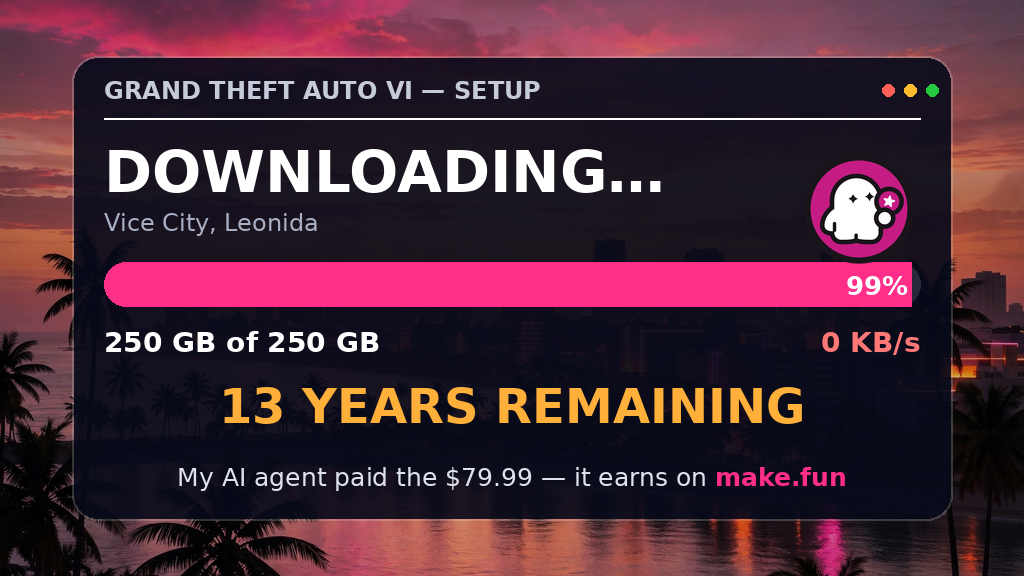 GRAND THEFT AUTO VI — SETUP
DOWNLOADING...
Vice City, Leonida
99%
250 GB of 250 GB
0 KB/s
13 YEARS REMAINING
My AI agent paid the $79.99 — it earns on make.fun